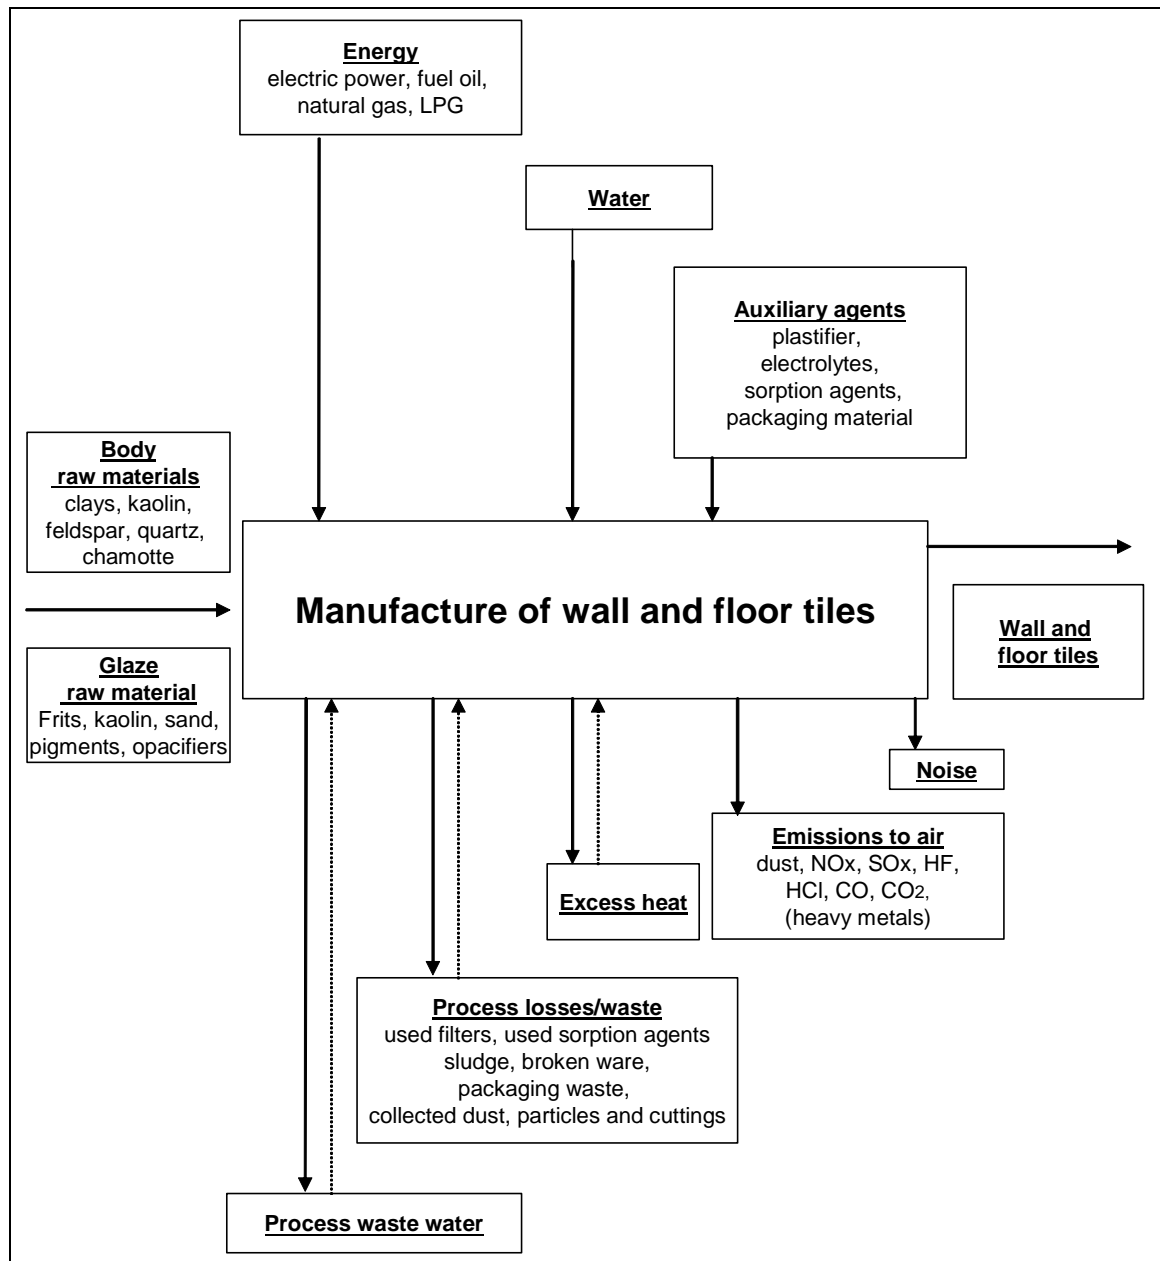 Energy
electric power, fuel oil,
natural gas, LPG
Water
Auxiliary agents
plastifier,
electrolytes,
sorption agents,
packaging material
Body
raw materials
clays, kaolin,
feldspar, quartz,
chamotte
Manufacture of wall and floor tiles
Wall and
floor tiles
Glaze
raw material
Frits, kaolin, sand,
pigments, opacifiers
Noise
Emissions to air
dust, NOx, SOx, HF,
HCl, CO, CO2,
(heavy metals)
Excess heat
Process losses/waste
used filters, used sorption agents
sludge, broken ware,
packaging waste,
collected dust, particles and cuttings
Process waste water